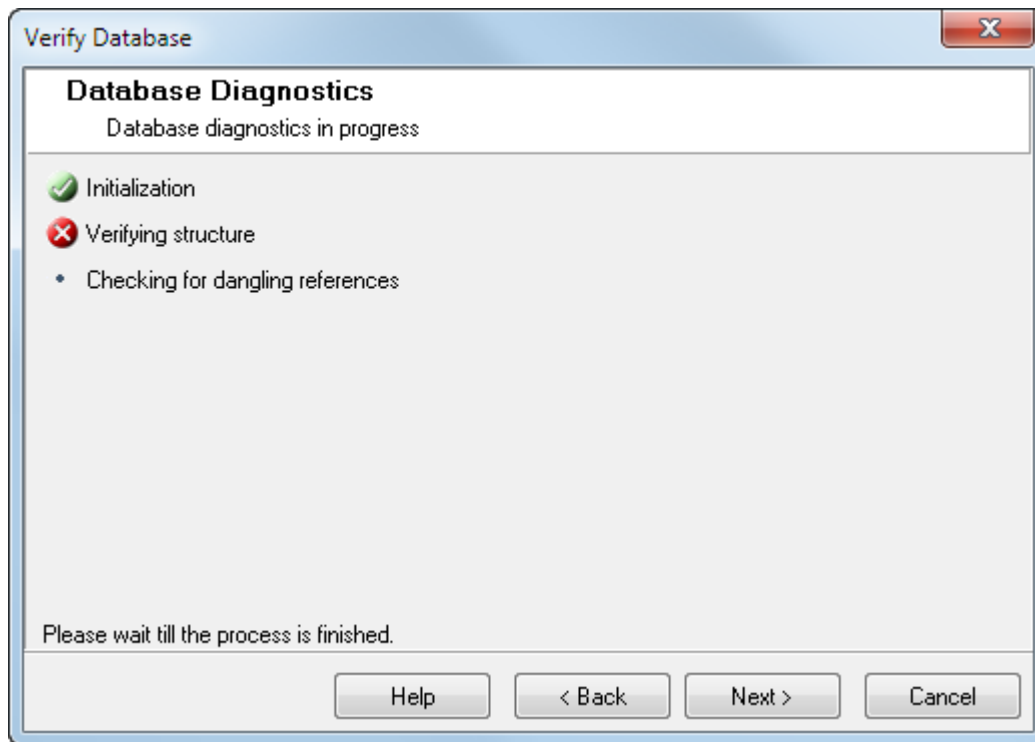 Verify Database
Database Diagnostics
Database diagnostics in progress
Initialization
Verifying structure
• Checking for dangling references
Please wait till the process is finished.
Help
< Back
Next >
Cancel